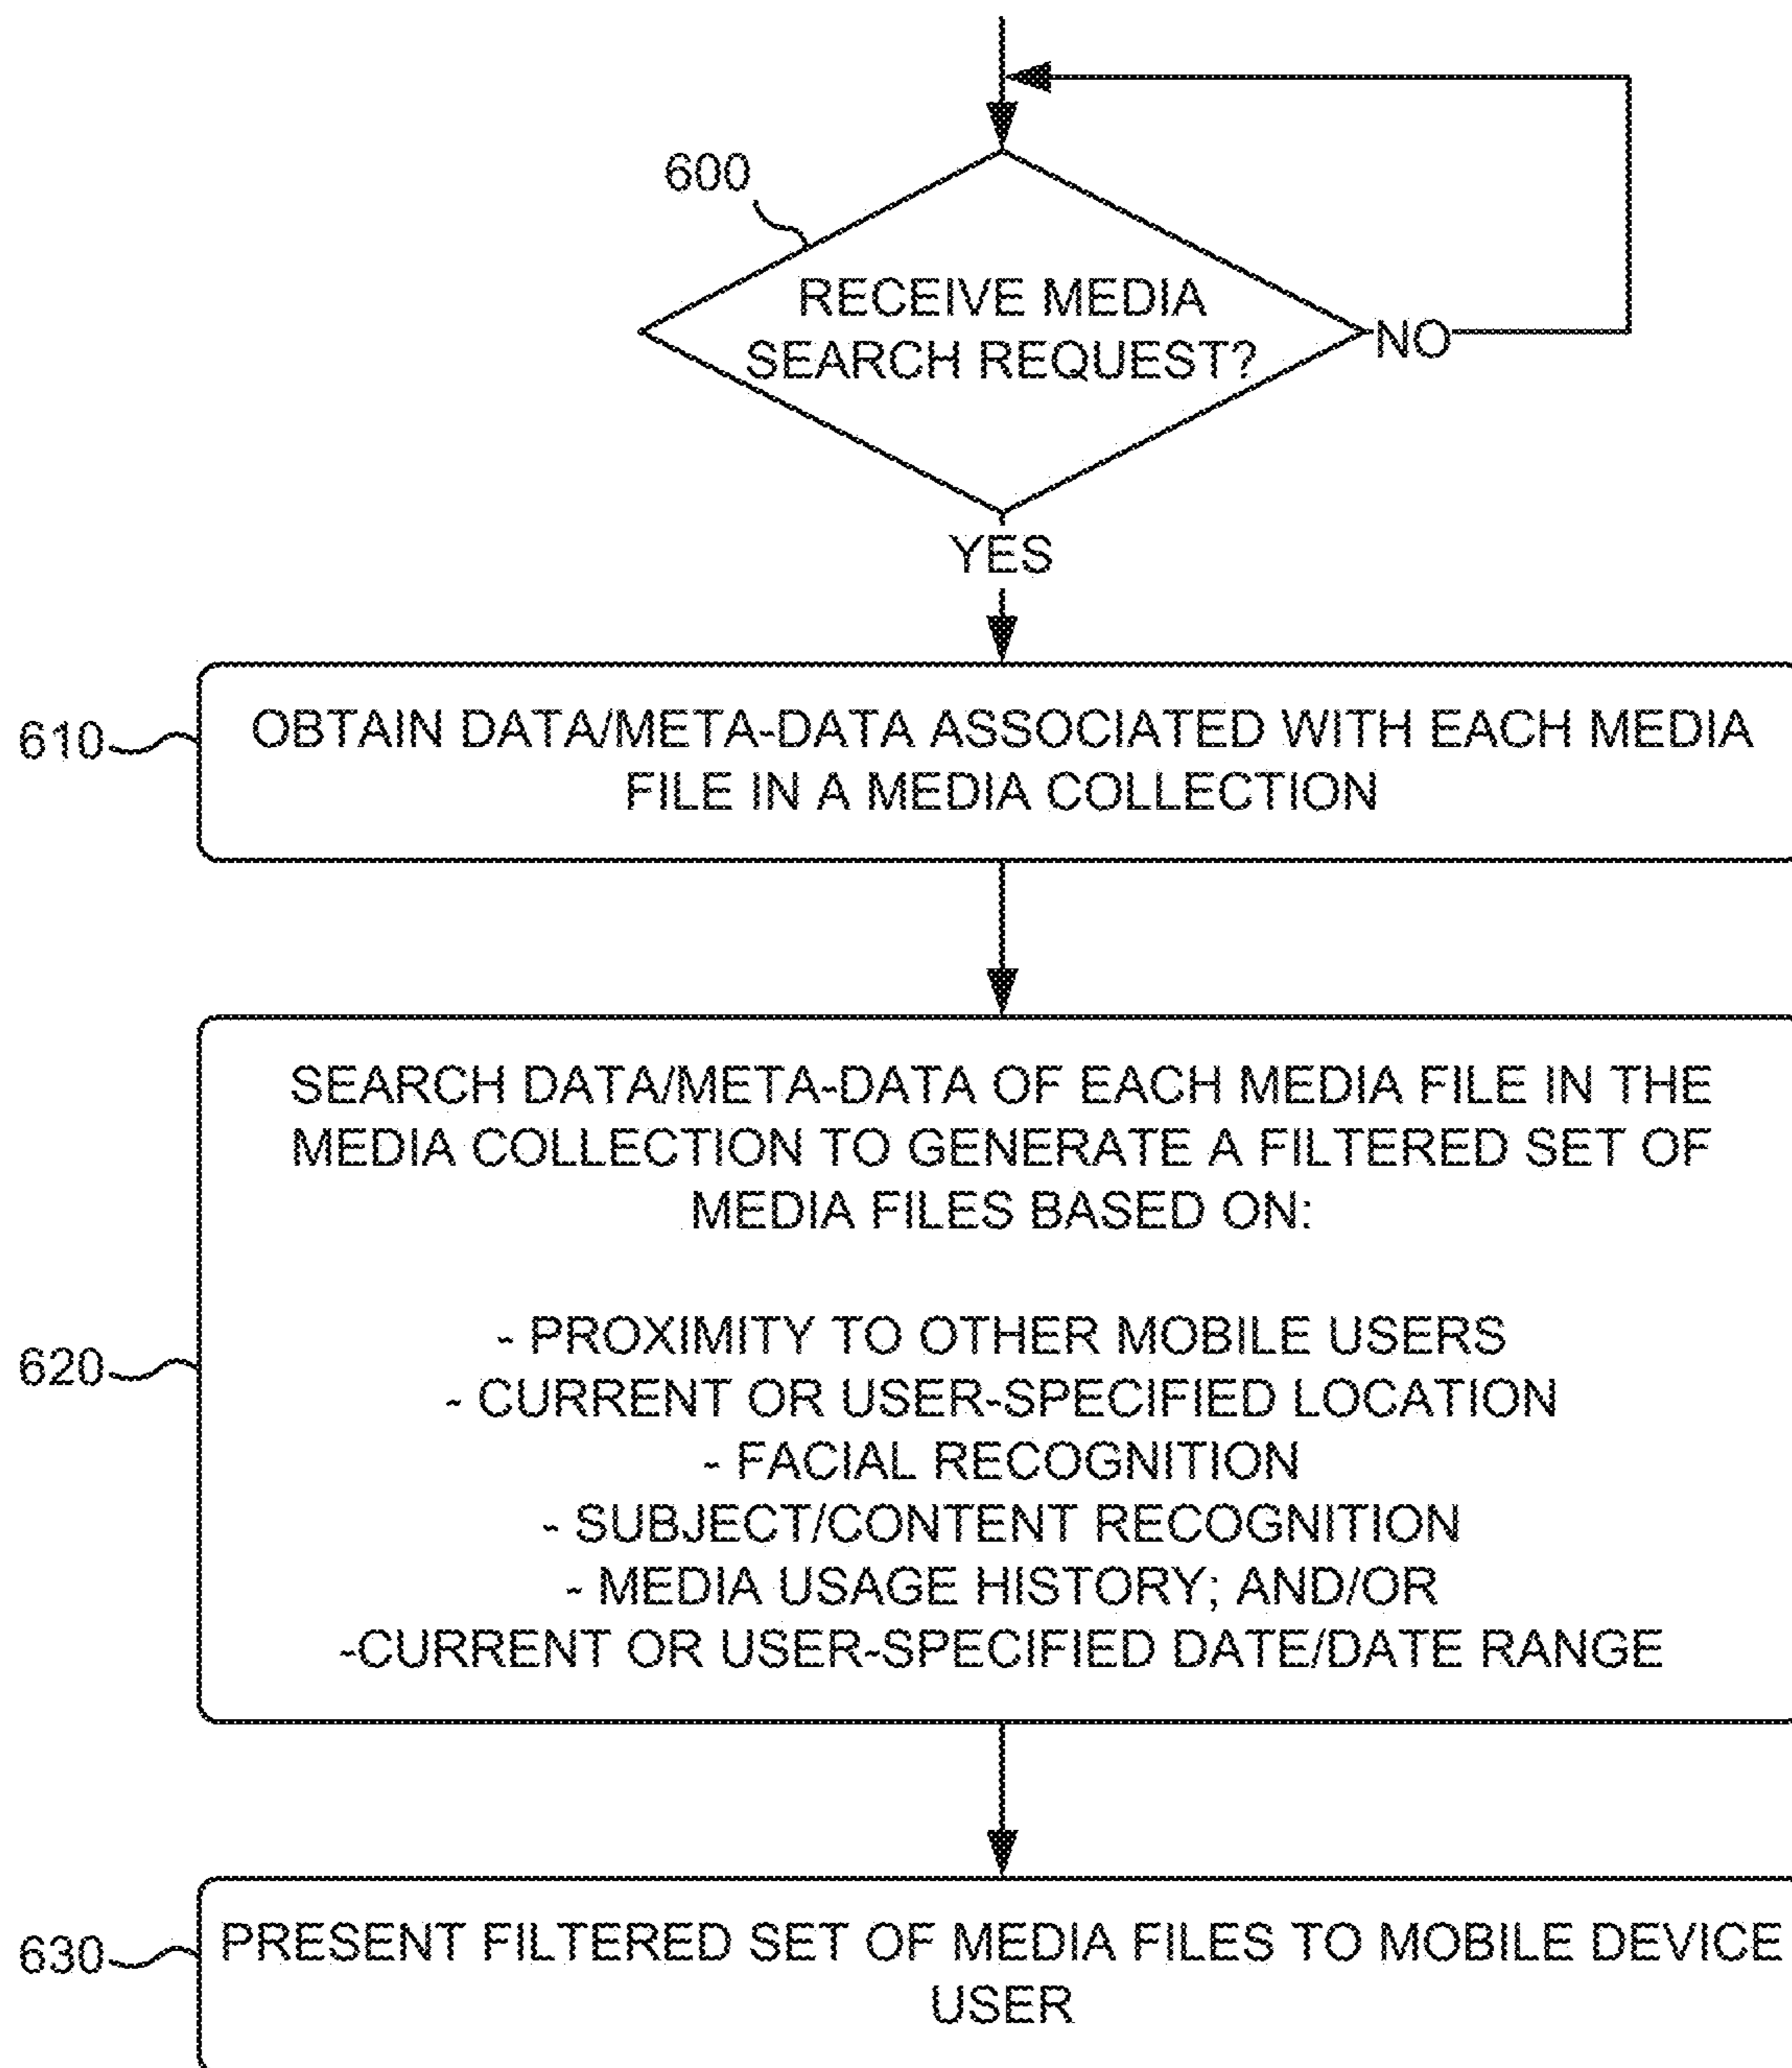 600
RECEIVE MEDIA
SEARCH REQUEST?
NO
YES
610
OBTAIN DATA/META-DATA ASSOCIATED WITH EACH MEDIA
FILE IN A MEDIA COLLECTION
SEARCH DATA/META-DATA OF EACH MEDIA FILE IN THE
MEDIA COLLECTION TO GENERATE A FILTERED SET OF
MEDIA FILES BASED ON:
620
- PROXIMITY TO OTHER MOBILE USERS
- CURRENT OR USER-SPECIFIED LOCATION
- FACIAL RECOGNITION
- SUBJECT/CONTENT RECOGNITION
- MEDIA USAGE HISTORY; AND/OR
-CURRENT OR USER-SPECIFIED DATE/DATE RANGE
630
PRESENT FILTERED SET OF MEDIA FILES TO MOBILE DEVICE
USER